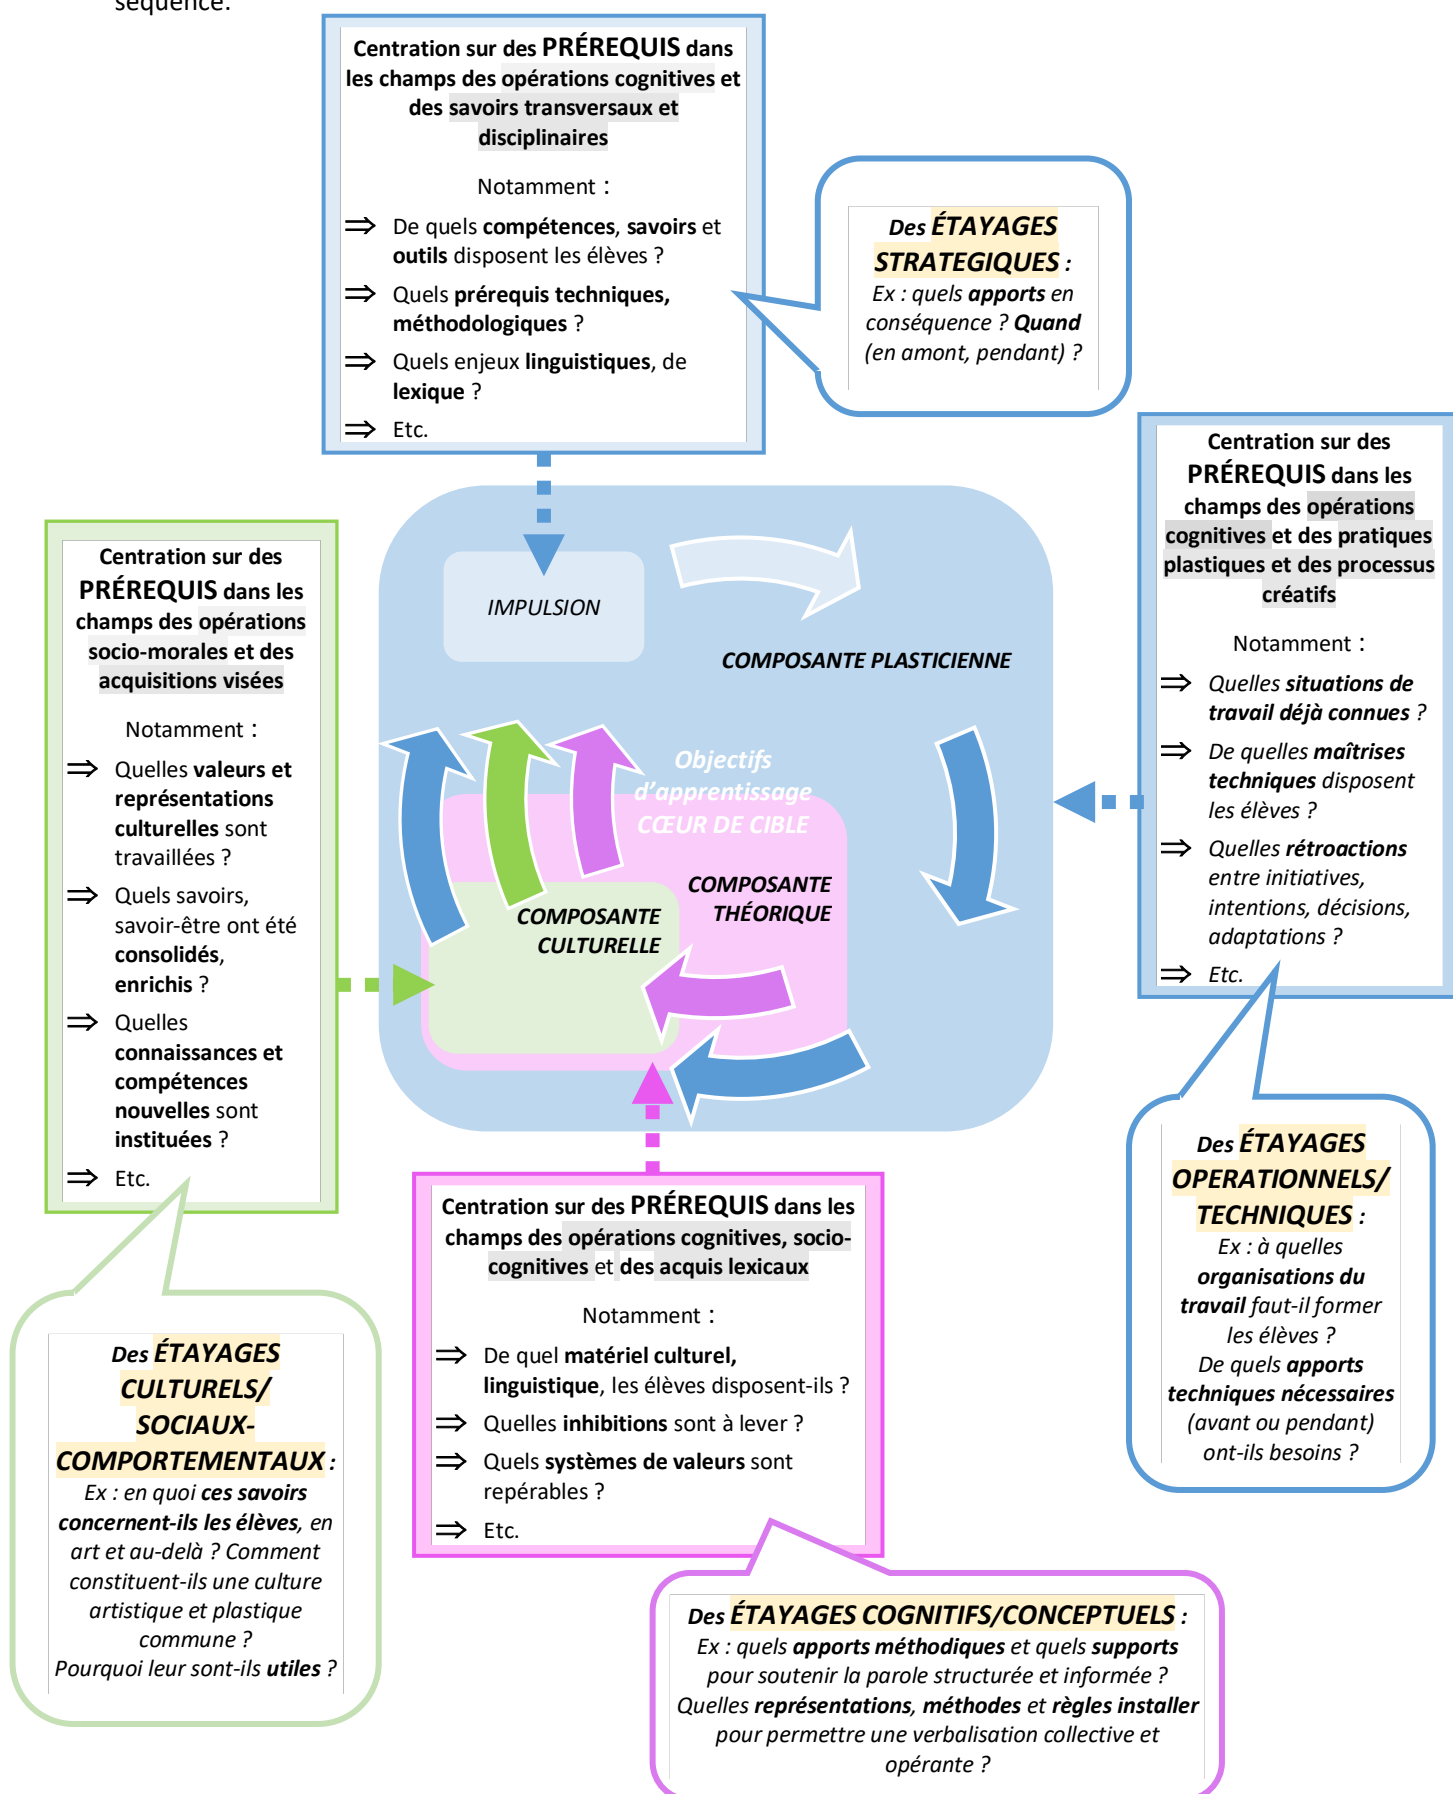 séquence.
Centration sur des PRÉREQUIS dans
les champs des opérations cognitives et
des savoirs transversaux et
disciplinaires
Notamment :
⇒ De quels compétences, savoirs et
outils disposent les élèves ?
⇒ Quels prérequis techniques,
méthodologiques ?
⇒ Quels enjeux linguistiques, de
lexique ?
⇒ Etc.
Des ÉTAYAGES
STRATEGIQUES :
Ex : quels apports en
conséquence ? Quand
(en amont, pendant) ?
Centration sur des
PRÉREQUIS dans les
champs des opérations
cognitives et des pratiques
plastiques et des processus
créatifs
Notamment :
⇒ Quelles situations de
travail déjà connues ?
⇒ De quelles maîtrises
techniques disposent
les élèves ?
⇒ Quelles rétroactions
entre initiatives,
intentions, décisions,
adaptations ?
⇒ Etc.
Centration sur des
PRÉREQUIS dans les
champs des opérations
socio-morales et des
acquisitions visées
Notamment :
⇒ Quelles valeurs et
représentations
culturelles sont
travaillées ?
⇒ Quels savoirs,
savoir-être ont été
consolidés,
enrichis ?
⇒ Quelles
connaissances et
compétences
nouvelles sont
instituées ?
⇒ Etc.
IMPULSION
COMPOSANTE PLASTICIENNE
Objectifs
d'apprentissage
CŒUR DE CIBLE
COMPOSANTE
THÉORIQUE
COMPOSANTE
CULTURELLE
Des ÉTAYAGES
OPERATIONNELS/
TECHNIQUES :
Ex : à quelles
organisations du
travail faut-il former
les élèves ?
De quels apports
techniques nécessaires
(avant ou pendant)
ont-ils besoins ?
Centration sur des PRÉREQUIS dans les
champs des opérations cognitives, socio-
cognitives et des acquis lexicaux
Notamment :
⇒ De quel matériel culturel,
linguistique, les élèves disposent-ils ?
⇒ Quelles inhibitions sont à lever ?
⇒ Quels systèmes de valeurs sont
repérables ?
⇒ Etc.
Des ÉTAYAGES
CULTURELS/
SOCIAUX-
COMPORTEMENTAUX :
Ex : en quoi ces savoirs
concernent-ils les élèves, en
art et au-delà ? Comment
constituent-ils une culture
artistique et plastique
commune ?
Pourquoi leur sont-ils utiles ?
Des ÉTAYAGES COGNITIFS/CONCEPTUELS :
Ex : quels apports méthodiques et quels supports
pour soutenir la parole structurée et informée ?
Quelles représentations, méthodes et règles installer
pour permettre une verbalisation collective et
opérante ?